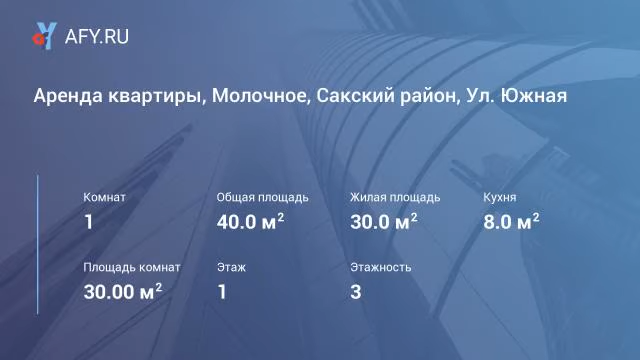 AFY.RU
Аренда квартиры, Молочное, Сакский район, Ул. Южная
Комнат
1
Общая площадь
40.0 м²
Жилая площадь
30.0 м²
Кухня
8.0 м²
Площадь комнат
30.00 м²
Этаж
1
Этажность
3